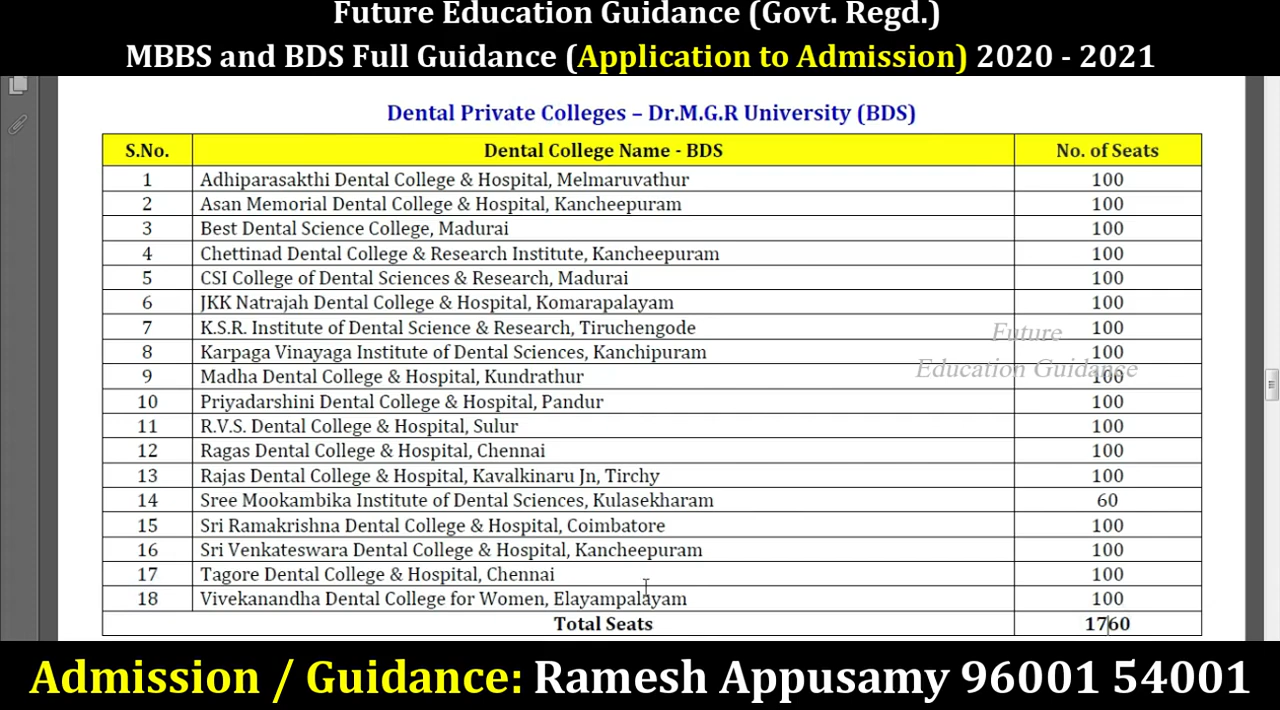 Future Education Guidance (Govt. Regd.)
MBBS and BDS Full Guidance (Application to Admission) 2020 - 2021
Dental Private Colleges – Dr.M.G.R University (BDS)
S.No. Dental College Name - BDS No. of Seats
1 Adhiparasakthi Dental College & Hospital, Melmaruvathur 100
2 Asan Memorial Dental College & Hospital, Kancheepuram 100
3 Best Dental Science College, Madurai 100
4 Chettinad Dental College & Research Institute, Kancheepuram 100
5 CSI College of Dental Sciences & Research, Madurai 100
6 JKK Natrajah Dental College & Hospital, Komarapalayam 100
7 K.S.R. Institute of Dental Science & Research, Tiruchengode 100
8 Karpaga Vinayaga Institute of Dental Sciences, Kanchipuram 100
9 Madha Dental College & Hospital, Kundrathur 100
10 Priyadarshini Dental College & Hospital, Pandur 100
11 R.V.S. Dental College & Hospital, Sulur 100
12 Ragas Dental College & Hospital, Chennai 100
13 Rajas Dental College & Hospital, Kavalkinaru Jn, Tirchy 100
14 Sree Mookambika Institute of Dental Sciences, Kulasekharam 60
15 Sri Ramakrishna Dental College & Hospital, Coimbatore 100
16 Sri Venkateswara Dental College & Hospital, Kancheepuram 100
17 Tagore Dental College & Hospital, Chennai 100
18 Vivekanandha Dental College for Women, Elayampalayam 100
Total Seats 1760
Future
Education Guidance
Admission / Guidance: Ramesh Appusamy 96001 54001